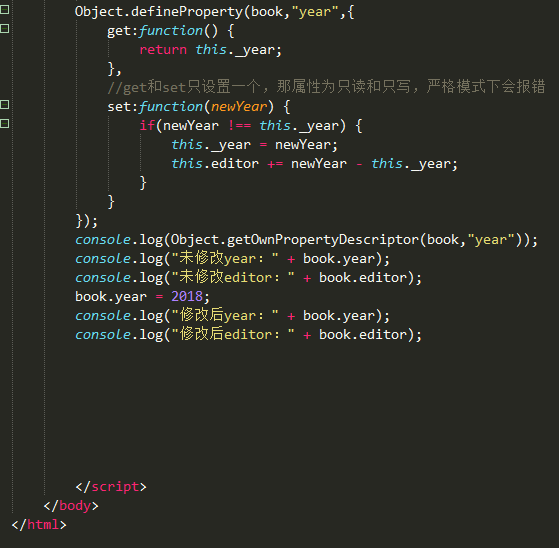 Object.defineProperty(book,"year",{
get:function() {
return this._year;
},
//get和set只设置一个，那属性为只读和只写，严格模式下会报错
set:function(newYear) {
if(newYear !== this._year) {
this._year = newYear;
this.editor += newYear - this._year;
}
}
});
console.log(Object.getOwnPropertyDescriptor(book,"year"));
console.log("未修改year：" + book.year);
console.log("未修改editor：" + book.editor);
book.year = 2018;
console.log("修改后year：" + book.year);
console.log("修改后editor：" + book.editor);
</script>
</body>
</html>